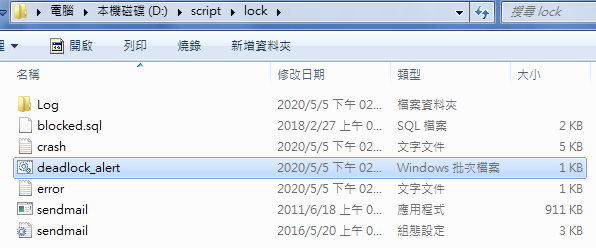 電腦 ▸ 本機磁碟 (D:) ▸ script ▸ lock ▸ 搜尋 lock
開啟 列印 燒錄 新增資料夾
名稱 修改日期 類型 大小
Log 2020/5/5 下午 02... 檔案資料夾
blocked.sql 2018/2/27 上午 0... SQL 檔案 2 KB
crash 2020/5/5 下午 02... 文字文件 5 KB
deadlock_alert 2020/5/5 下午 02... Windows 批次檔案 1 KB
error 2020/5/5 下午 02... 文字文件 1 KB
sendmail 2011/6/18 上午 0... 應用程式 911 KB
sendmail 2016/5/20 上午 0... 組態設定 3 KB